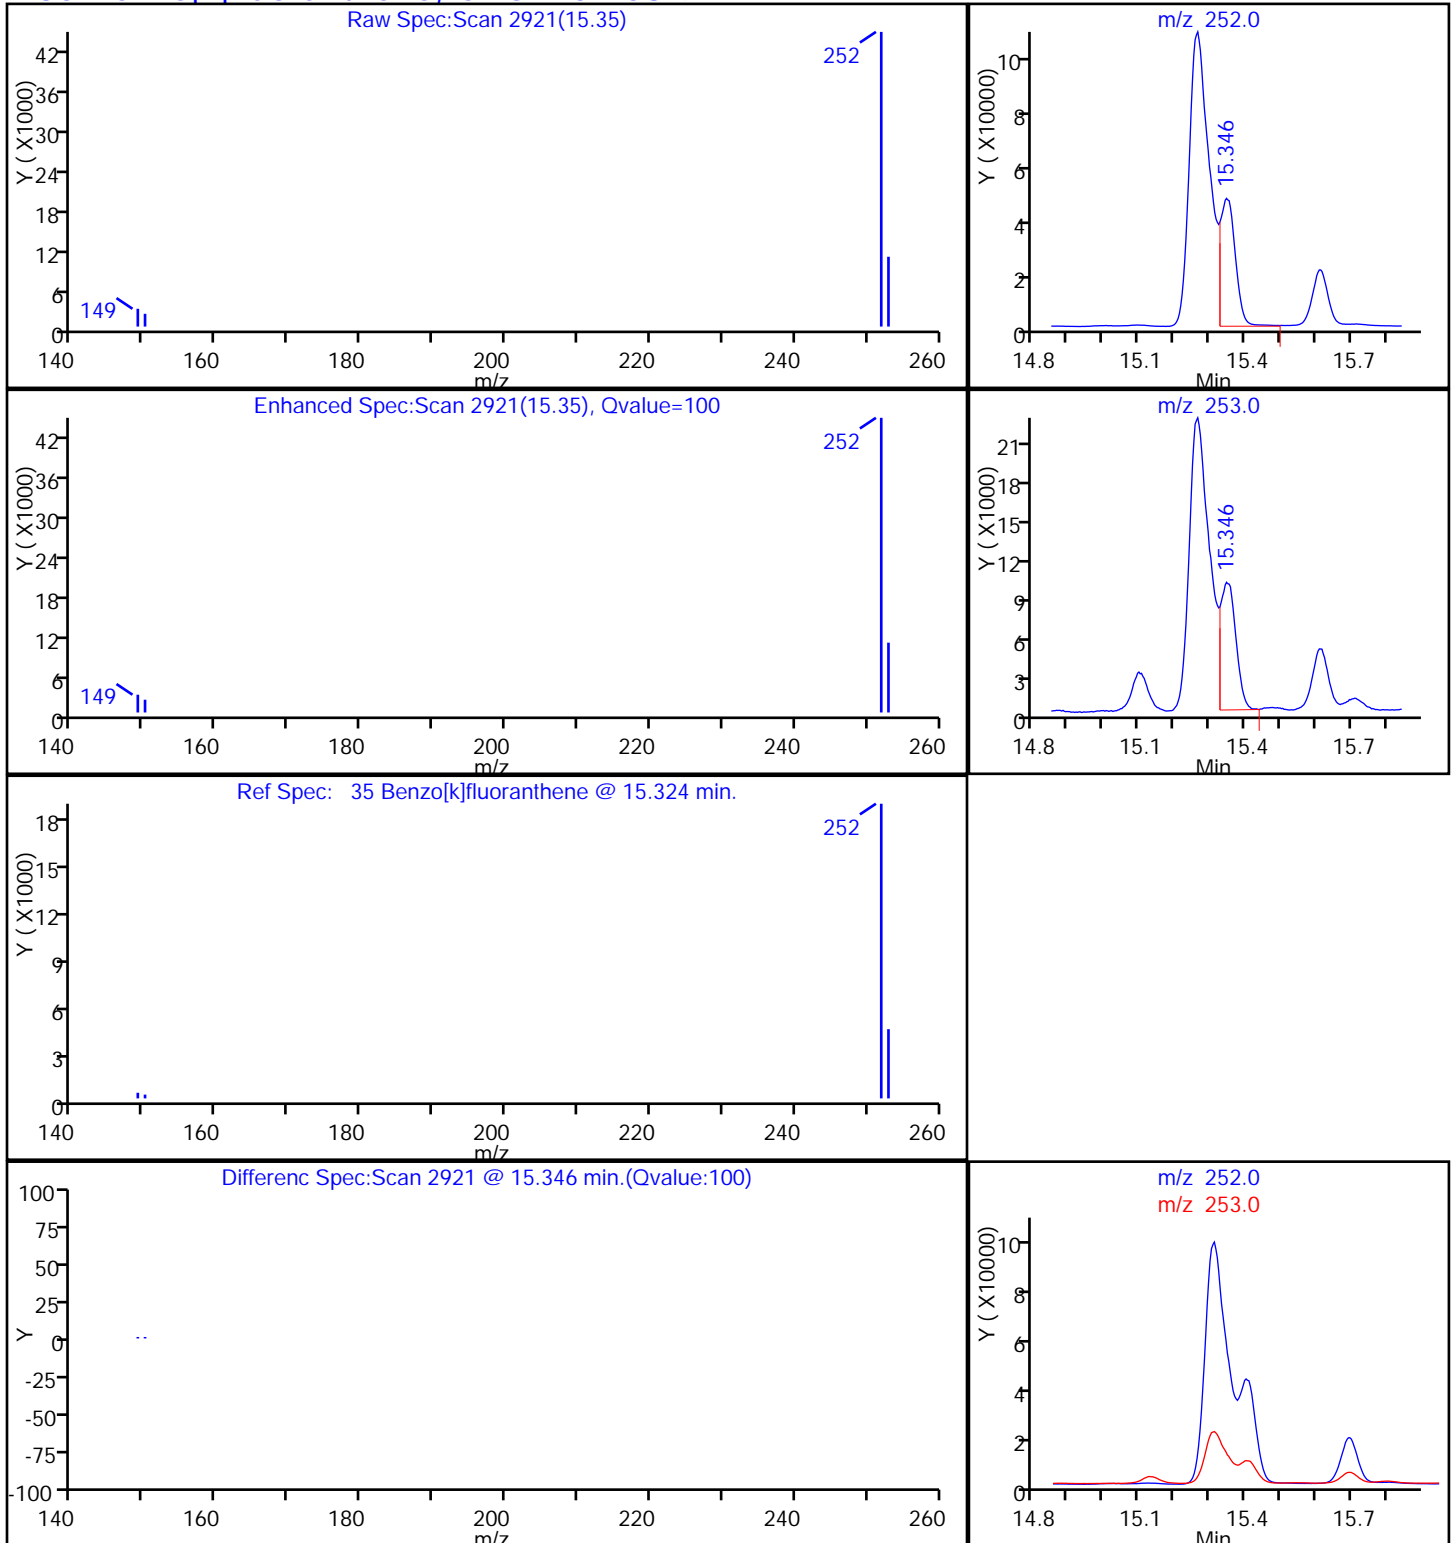 Raw Spec:Scan 2921(15.35)
Y ( X1000)
42
36
30
24
18
12
6
0
252
149
140 160 180 200 220 240 260
m/z
m/z 252.0
Y ( X10000)
10
8
6
4
2
0
15.346
14.8 15.1 15.4 15.7
Min
Enhanced Spec:Scan 2921(15.35), Qvalue=100
Y ( X1000)
42
36
30
24
18
12
6
0
252
149
140 160 180 200 220 240 260
m/z
m/z 253.0
Y ( X1000)
21
18
15
12
9
6
3
0
15.346
14.8 15.1 15.4 15.7
Min
Ref Spec: 35 Benzo[k]fluoranthene @ 15.324 min.
Y ( X1000)
18
15
12
9
6
3
0
252
140 160 180 200 220 240 260
m/z
Differenc Spec:Scan 2921 @ 15.346 min.(Qvalue:100)
Y
100
75
50
25
0
-25
-50
-75
-100
140 160 180 200 220 240 260
m/z
m/z 252.0
m/z 253.0
Y ( X10000)
10
8
6
4
2
0
14.8 15.1 15.4 15.7
Min